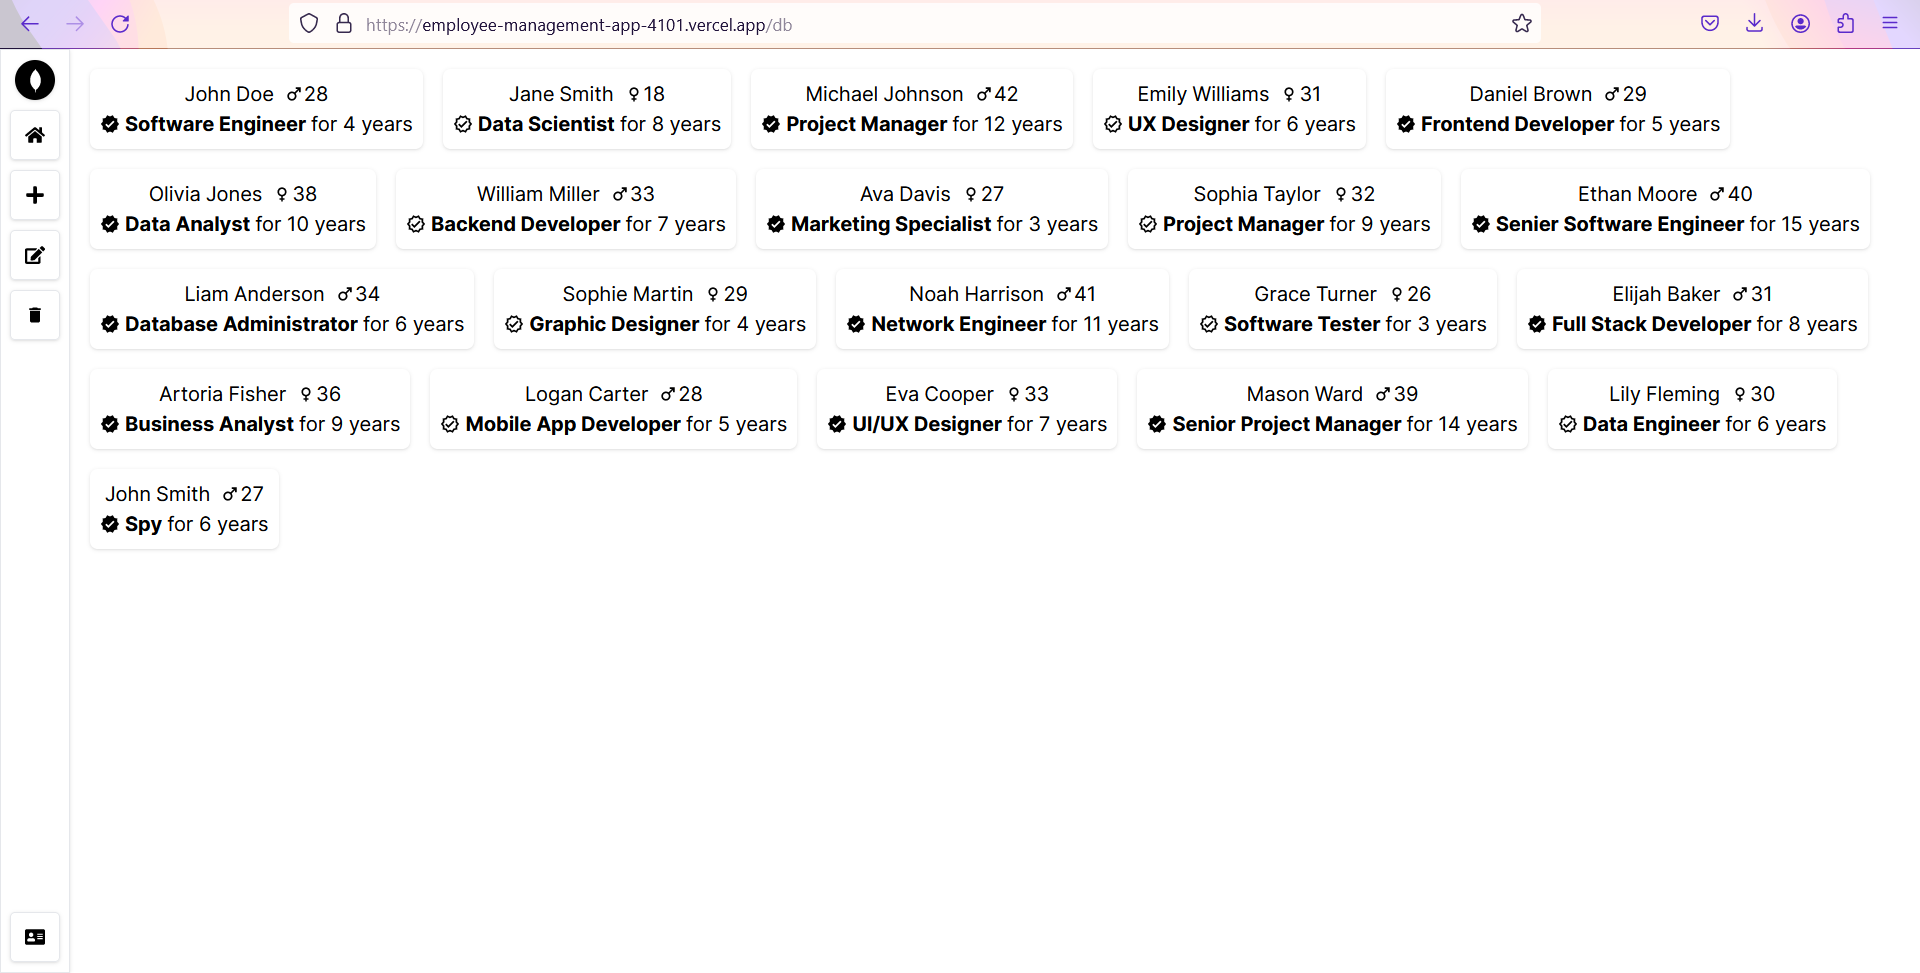 https://employee-management-app-4101.vercel.app/db
John Doe ♂28
Software Engineer for 4 years
Jane Smith ♀18
Data Scientist for 8 years
Michael Johnson ♂42
Project Manager for 12 years
Emily Williams ♀31
UX Designer for 6 years
Daniel Brown ♂29
Frontend Developer for 5 years
Olivia Jones ♀38
Data Analyst for 10 years
William Miller ♂33
Backend Developer for 7 years
Ava Davis ♀27
Marketing Specialist for 3 years
Sophia Taylor ♀32
Project Manager for 9 years
Ethan Moore ♂40
Senier Software Engineer for 15 years
Liam Anderson ♂34
Database Administrator for 6 years
Sophie Martin ♀29
Graphic Designer for 4 years
Noah Harrison ♂41
Network Engineer for 11 years
Grace Turner ♀26
Software Tester for 3 years
Elijah Baker ♂31
Full Stack Developer for 8 years
Artoria Fisher ♀36
Business Analyst for 9 years
Logan Carter ♂28
Mobile App Developer for 5 years
Eva Cooper ♀33
UI/UX Designer for 7 years
Mason Ward ♂39
Senior Project Manager for 14 years
Lily Fleming ♀30
Data Engineer for 6 years
John Smith ♂27
Spy for 6 years